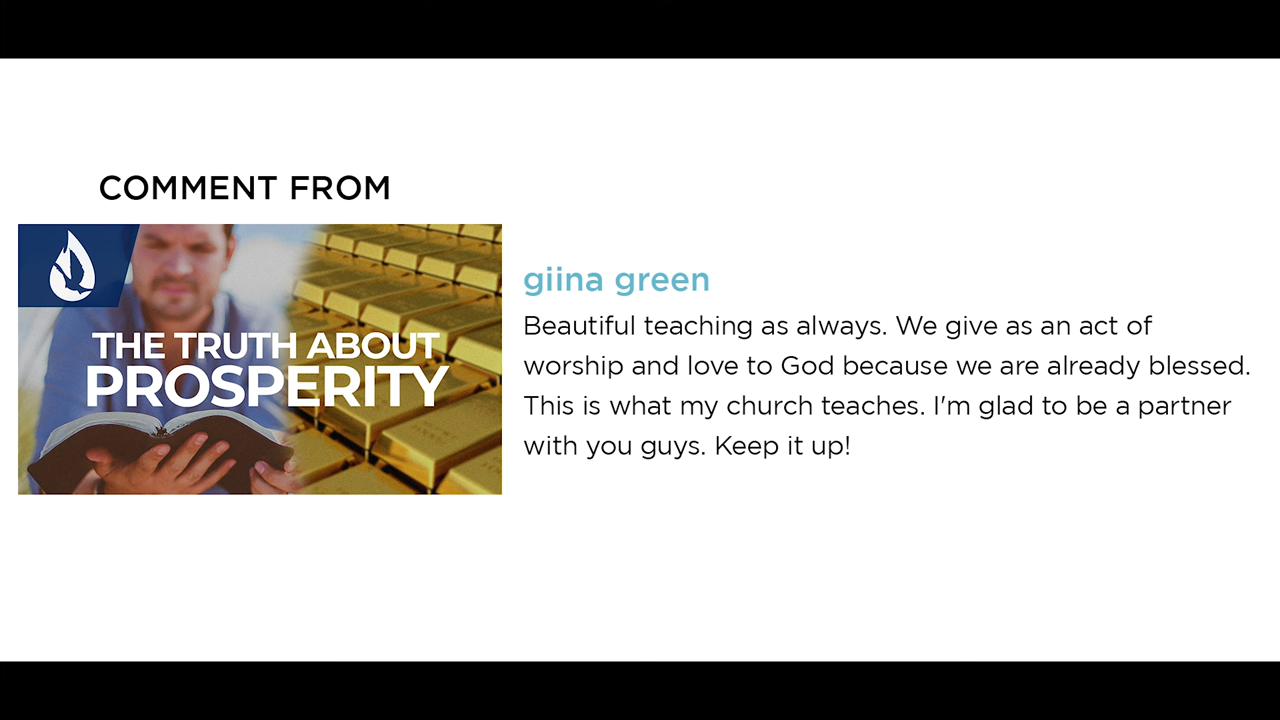 COMMENT FROM
THE TRUTH ABOUT
PROSPERITY
giina green
Beautiful teaching as always. We give as an act of
worship and love to God because we are already blessed.
This is what my church teaches. I'm glad to be a partner
with you guys. Keep it up!